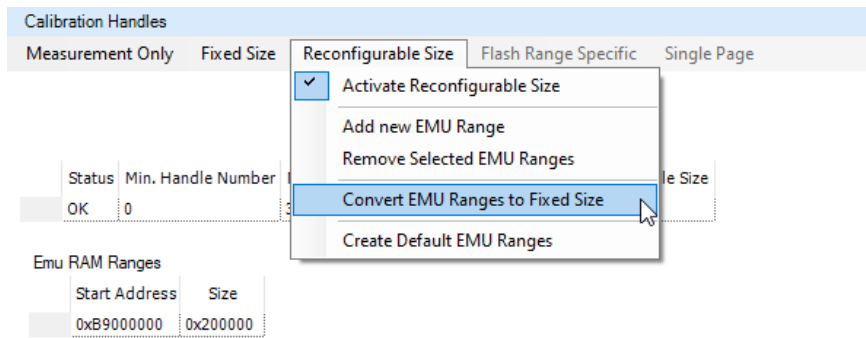 Calibration Handles
Measurement Only Fixed Size Reconfigurable Size Flash Range Specific Single Page
Activate Reconfigurable Size
Add new EMU Range
Remove Selected EMU Ranges
Convert EMU Ranges to Fixed Size
Create Default EMU Ranges
Status Min. Handle Number Size
OK 0
Emu RAM Ranges
Start Address Size
0xB9000000 0x200000